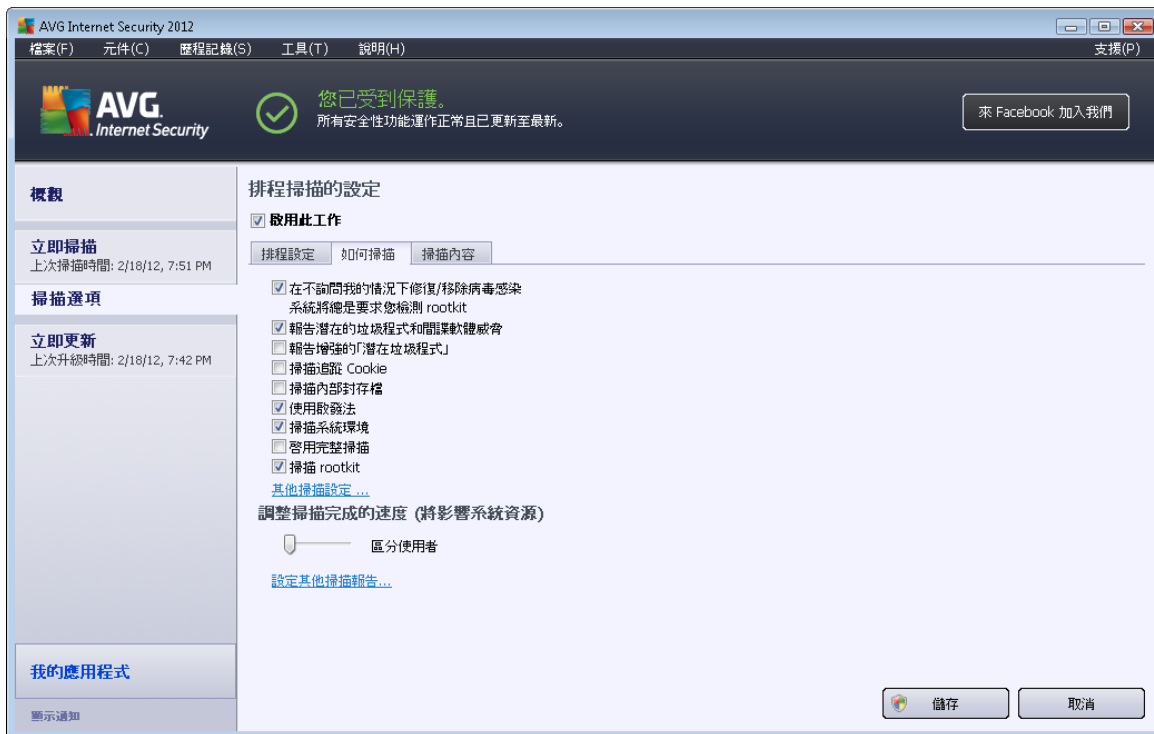 AVG Internet Security 2012
檔案(F) 元件(C) 歷程記錄(S) 工具(T) 說明(H) 支援(P)
AVG.
Internet Security
您已受到保護。
所有安全性功能運作正常且已更新至最新。
來 Facebook 加入我們
概觀
立即掃描
上次掃描時間: 2/18/12, 7:51 PM
掃描選項
立即更新
上次升級時間: 2/18/12, 7:42 PM
我的應用程式
顯示通知
排程掃描的設定
啟用此工作
排程設定 如何掃描 掃描內容
在不詢問我的情況下修復/移除病毒感染
系統將總是要求您檢測 rootkit
報告潛在的垃圾程式和間諜軟體威脅
報告增強的「潛在垃圾程式」
掃描追蹤 Cookie
掃描內部封存檔
使用啟發法
掃描系統環境
啓用完整掃描
掃描 rootkit
其他掃描設定 ...
調整掃描完成的速度 (將影響系統資源)
區分使用者
設定其他掃描報告...
儲存 取消